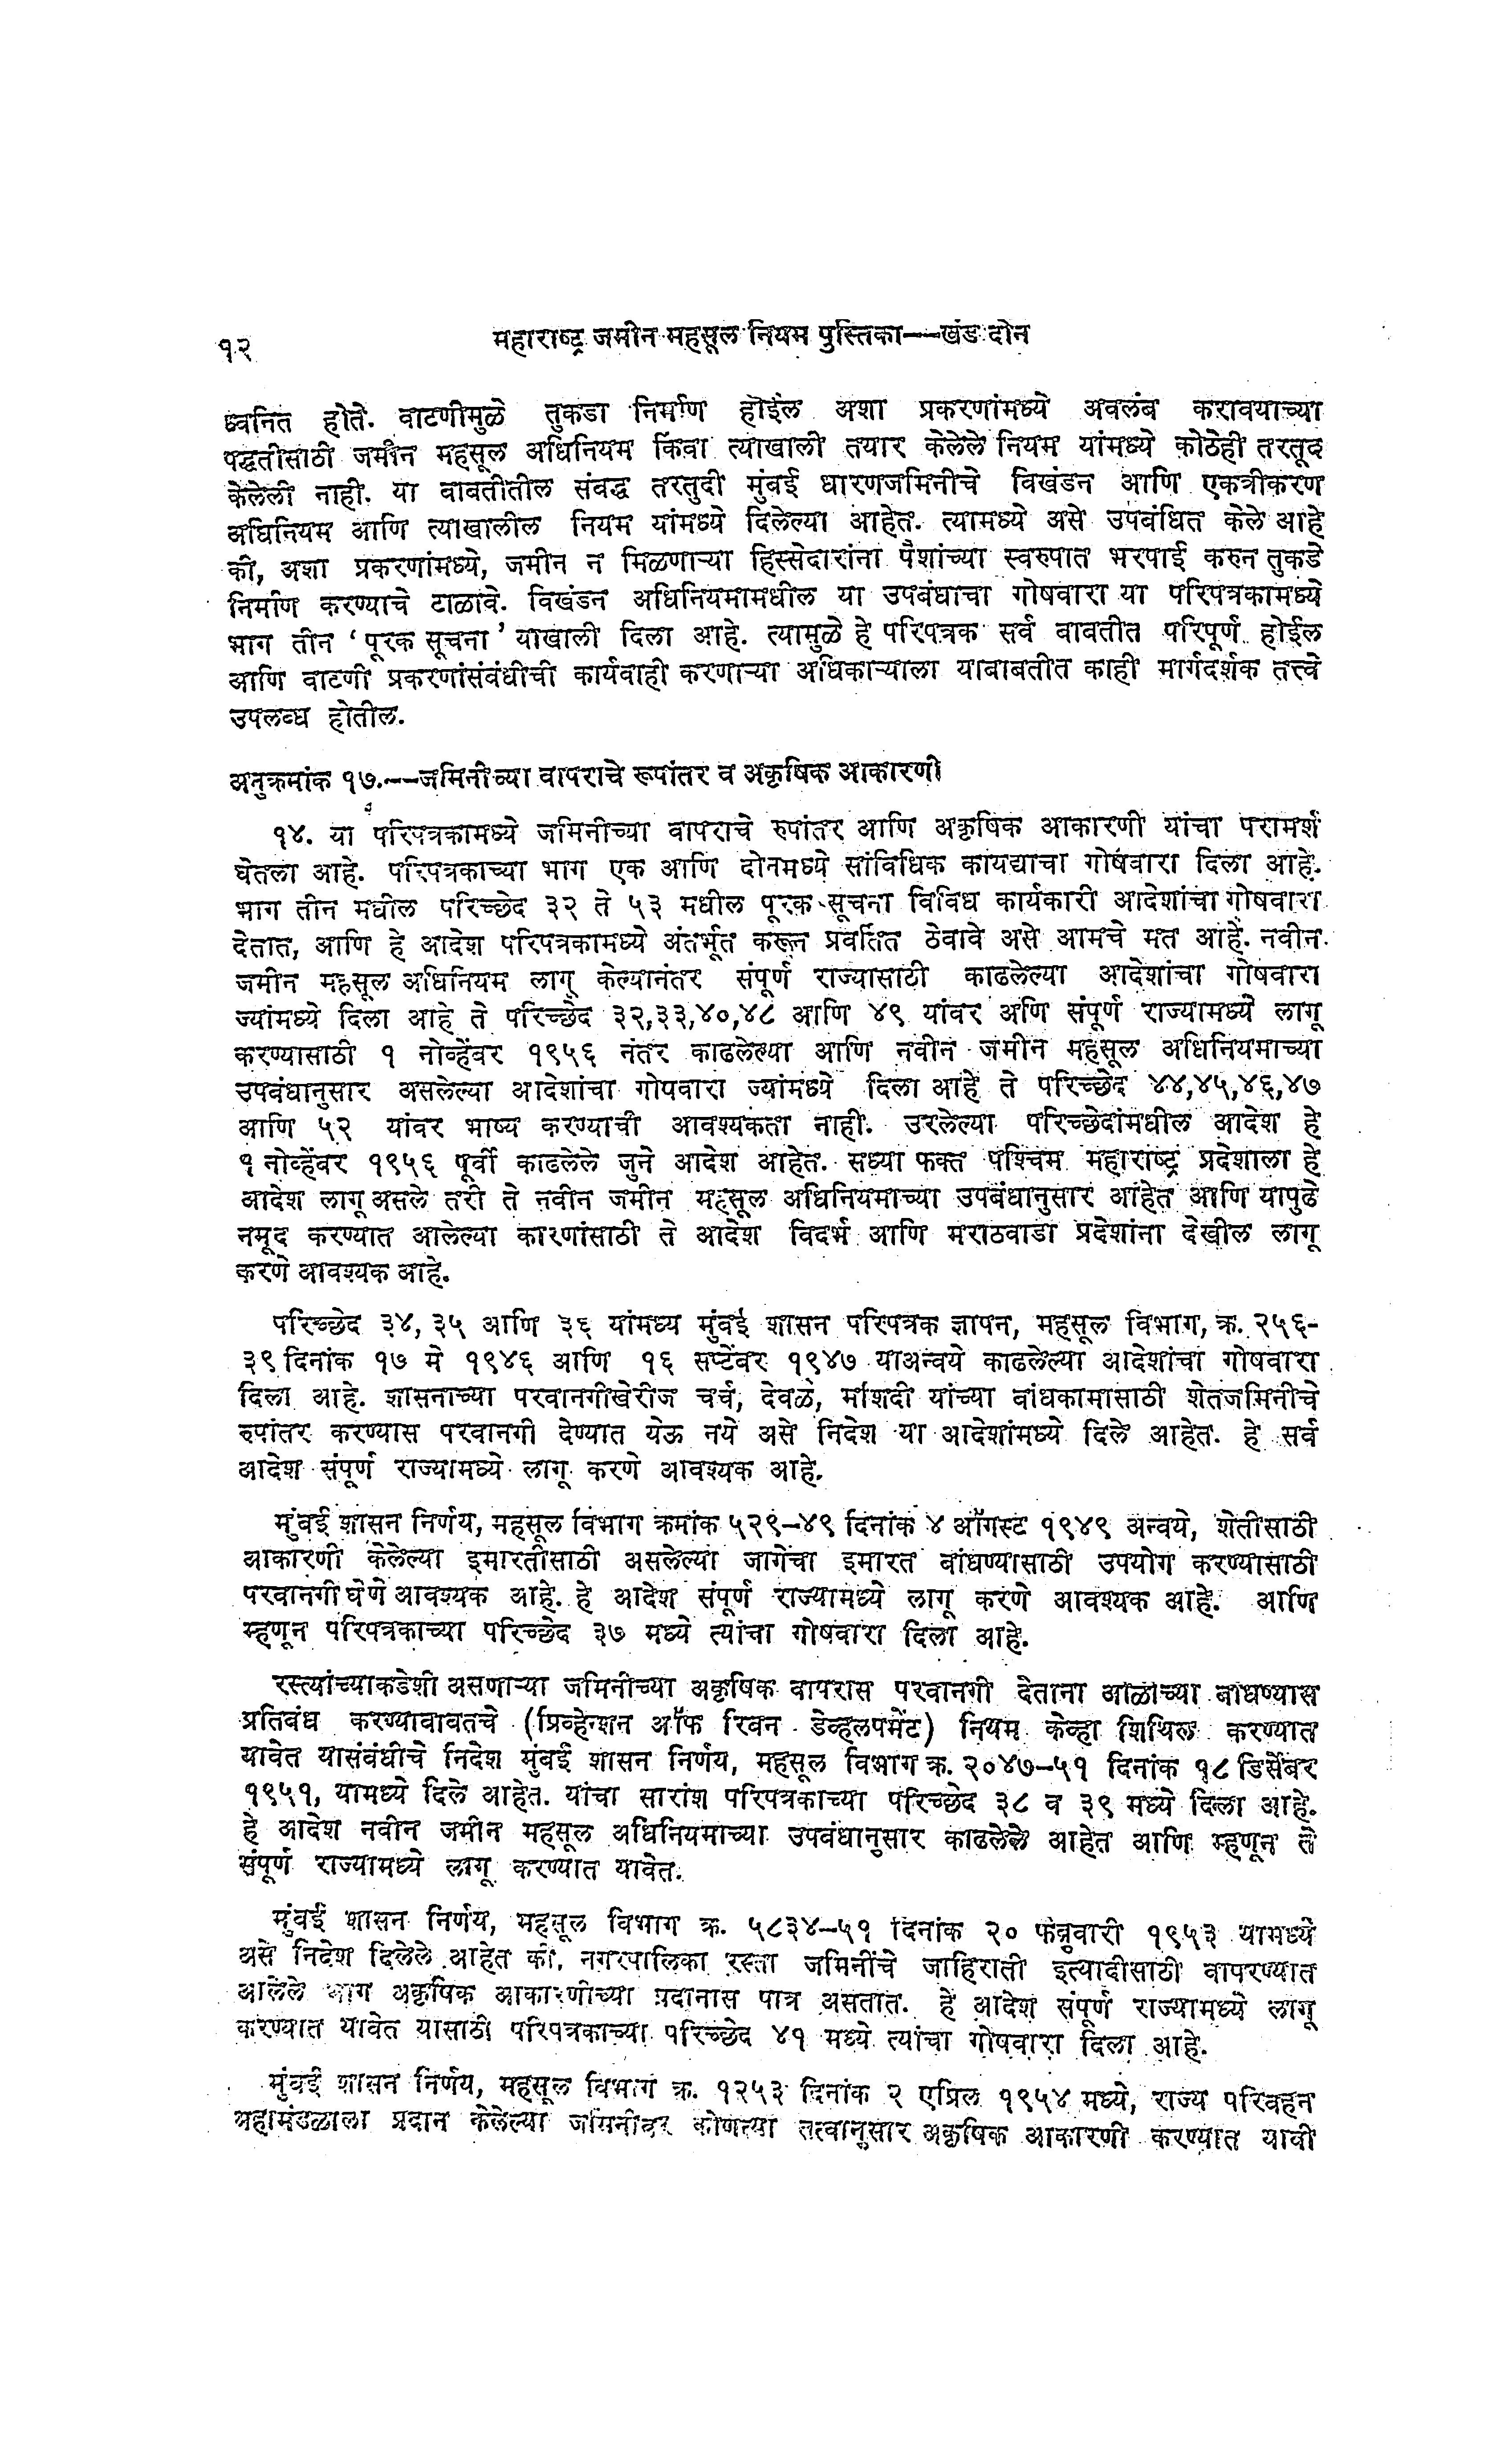 १२
महाराष्ट्र जमीन महसूल नियम पुस्तिका——खंड दोन
ध्वनित होते. वाटणीमुळे तुकडा निर्माण होईल अशा प्रकरणांमध्ये अवलंब करावयाच्या
पद्धतीसाठी जमीन महसूल अधिनियम किंवा त्याखाली तयार केलेले नियम यांमध्ये कोठेही तरतूद
केलेली नाही. या बाबतीतील संबद्ध तरतुदी मुंबई धारणजमिनीचे विखंडन आणि एकत्रीकरण
अधिनियम आणि त्याखालील नियम यांमध्ये दिलेल्या आहेत. त्यामध्ये असे उपबंधित केले आहे
की, अशा प्रकरणांमध्ये, जमीन न मिळणाऱ्या हिस्सेदारांना पैशांच्या स्वरुपात भरपाई करुन तुकडे
निर्माण करण्याचे टाळावे. विखंडन अधिनियमामधील या उपबंधाचा गोषवारा या परिपत्रकामध्ये
भाग तीन ‘पूरक सूचना’ याखाली दिला आहे. त्यामुळे हे परिपत्रक सर्व बाबतीत परिपूर्ण होईल
आणि वाटणी प्रकरणांसंबंधीची कार्यवाही करणाऱ्या अधिकाऱ्याला याबाबतीत काही मार्गदर्शक तत्त्वे
उपलब्ध होतील.
अनुक्रमांक १७.——जमिनीच्या वापराचे रूपांतर व अकृषिक आकारणी
१४. या परिपत्रकामध्ये जमिनीच्या वापराचे रुपांतर आणि अकृषिक आकारणी यांचा परामर्श
घेतला आहे. परिपत्रकाच्या भाग एक आणि दोनमध्ये सांविधिक कायद्याचा गोषवारा दिला आहे.
भाग तीन मधील परिच्छेद ३२ ते ५३ मधील पूरक सूचना विविध कार्यकारी आदेशांचा गोषवारा
देतात, आणि हे आदेश परिपत्रकामध्ये अंतर्भूत करून प्रवर्तित ठेवावे असे आमचे मत आहे. नवीन
जमीन महसूल अधिनियम लागू केल्यानंतर संपूर्ण राज्यासाठी काढलेल्या आदेशांचा गोषवारा
ज्यांमध्ये दिला आहे ते परिच्छेद ३२,३३,४०,४८ आणि ४९ यांवर अणि संपूर्ण राज्यामध्ये लागू
करण्यासाठी १ नोव्हेंबर १९५६ नंतर काढलेल्या आणि नवीन जमीन महसूल अधिनियमाच्या
उपबंधानुसार असलेल्या आदेशांचा गोषवारा ज्यांमध्ये दिला आहे ते परिच्छेद ४४,४५,४६,४७
आणि ५२ यांवर भाष्य करण्याची आवश्यकता नाही. उरलेल्या परिच्छेदांमधील आदेश हे
१ नोव्हेंबर १९५६ पूर्वी काढलेले जुने आदेश आहेत. सध्या फक्त पश्चिम महाराष्ट्र प्रदेशाला हे
आदेश लागू असले तरी ते नवीन जमीन महसूल अधिनियमाच्या उपबंधानुसार आहेत आणि यापुढे
नमूद करण्यात आलेल्या कारणांसाठी ते आदेश विदर्भ आणि मराठवाडा प्रदेशांना देखील लागू
करणे आवश्यक आहे.
परिच्छेद ३४, ३५ आणि ३६ यांमध्य मुंबई शासन परिपत्रक ज्ञापन, महसूल विभाग, क्र. २५६-
३९ दिनांक १७ मे १९४६ आणि १६ सप्टेंबर १९४७ याअन्वये काढलेल्या आदेशांचा गोषवारा
दिला आहे. शासनाच्या परवानगीखेरीज चर्च, देवळे, मशिदी यांच्या बांधकामासाठी शेतजमिनीचे
रुपांतर करण्यास परवानगी देण्यात येऊ नये असे निदेश या आदेशांमध्ये दिले आहेत. हे सर्व
आदेश संपूर्ण राज्यामध्ये लागू करणे आवश्यक आहे.
मुंबई शासन निर्णय, महसूल विभाग क्रमांक ५२९-४९ दिनांक ४ ऑगस्ट १९४९ अन्वये, शेतीसाठी
आकारणी केलेल्या इमारतीसाठी असलेल्या जागेचा इमारत बांधण्यासाठी उपयोग करण्यासाठी
परवानगी घेणे आवश्यक आहे. हे आदेश संपूर्ण राज्यामध्ये लागू करणे आवश्यक आहे. आणि
म्हणून परिपत्रकाच्या परिच्छेद ३७ मध्ये त्यांचा गोषवारा दिला आहे.
रस्त्यांच्याकडेशी असणाऱ्या जमिनीच्या अकृषिक वापरास परवानगी देताना आळाच्या बांधण्यास
प्रतिबंध करण्याबाबतचे (प्रिव्हेन्शन ऑफ रिबन डेव्हलपमेंट) नियम केव्हा शिथिल करण्यात
यावेत यासंबंधीचे निदेश मुंबई शासन निर्णय, महसूल विभाग क्र. २०४७-५१ दिनांक १८ डिसेंबर
१९५१, यामध्ये दिले आहेत. यांचा सारांश परिपत्रकाच्या परिच्छेद ३८ व ३९ मध्ये दिला आहे.
हे आदेश नवीन जमीन महसूल अधिनियमाच्या उपबंधानुसार काढलेले आहेत आणि म्हणून ते
संपूर्ण राज्यामध्ये लागू करण्यात यावेत.
मुंबई शासन निर्णय, महसूल विभाग क्र. ५८३४-५१ दिनांक २० फेब्रुवारी १९५३ यामध्ये
असे निदेश दिलेले आहेत की, नगरपालिका रस्ता जमिनींचे जाहिराती इत्यादीसाठी वापरण्यात
आलेले भाग अकृषिक आकारणीच्या प्रदानास पात्र असतात. हे आदेश संपूर्ण राज्यामध्ये लागू
करण्यात यावेत यासाठी परिपत्रकाच्या परिच्छेद ४१ मध्ये त्यांचा गोषवारा दिला आहे.
मुंबई शासन निर्णय, महसूल विभाग क्र. १२५३ दिनांक २ एप्रिल १९५४ मध्ये, राज्य परिवहन
महामंडळाला प्रदान केलेल्या जमिनीवर कोणत्या तत्वानुसार अकृषिक आकारणी करण्यात यावी